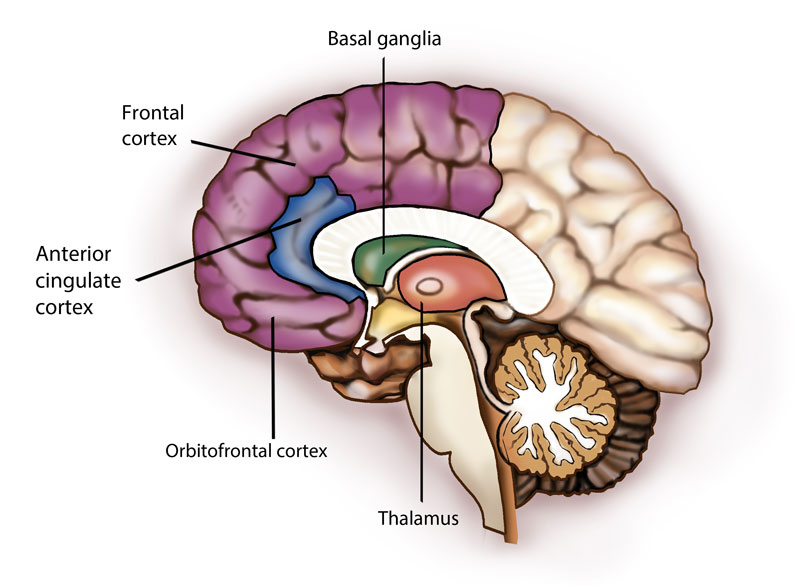 Basal ganglia
Frontal
cortex
Anterior
cingulate
cortex
Orbitofrontal cortex
Thalamus